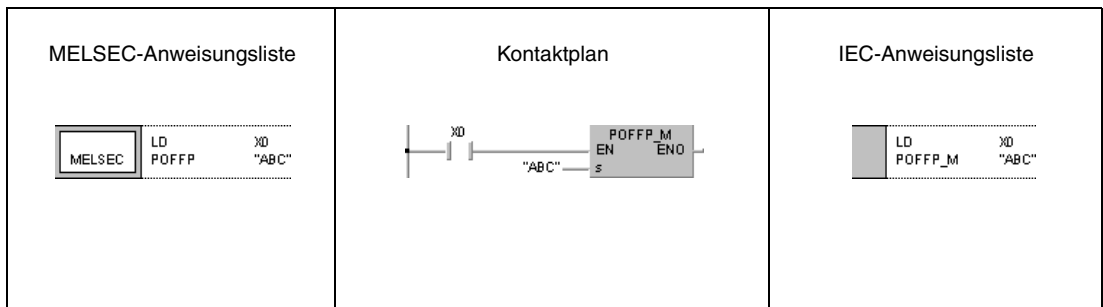 MELSEC-Anweisungsliste
MELSEC
LD X0
POFFP "ABC"
Kontaktplan
X0
POFFP_M
EN ENO
"ABC" s
IEC-Anweisungsliste
LD X0
POFFP_M "ABC"